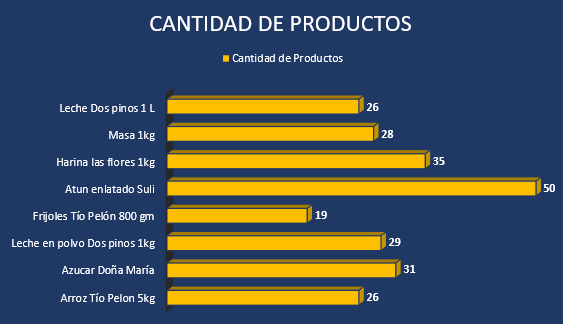 CANTIDAD DE PRODUCTOS
Cantidad de Productos
Leche Dos pinos 1 L 26
Masa 1kg 28
Harina las flores 1kg 35
Atun enlatado Suli 50
Frijoles Tío Pelón 800 gm 19
Leche en polvo Dos pinos 1kg 29
Azucar Doña María 31
Arroz Tío Pelon 5kg 26